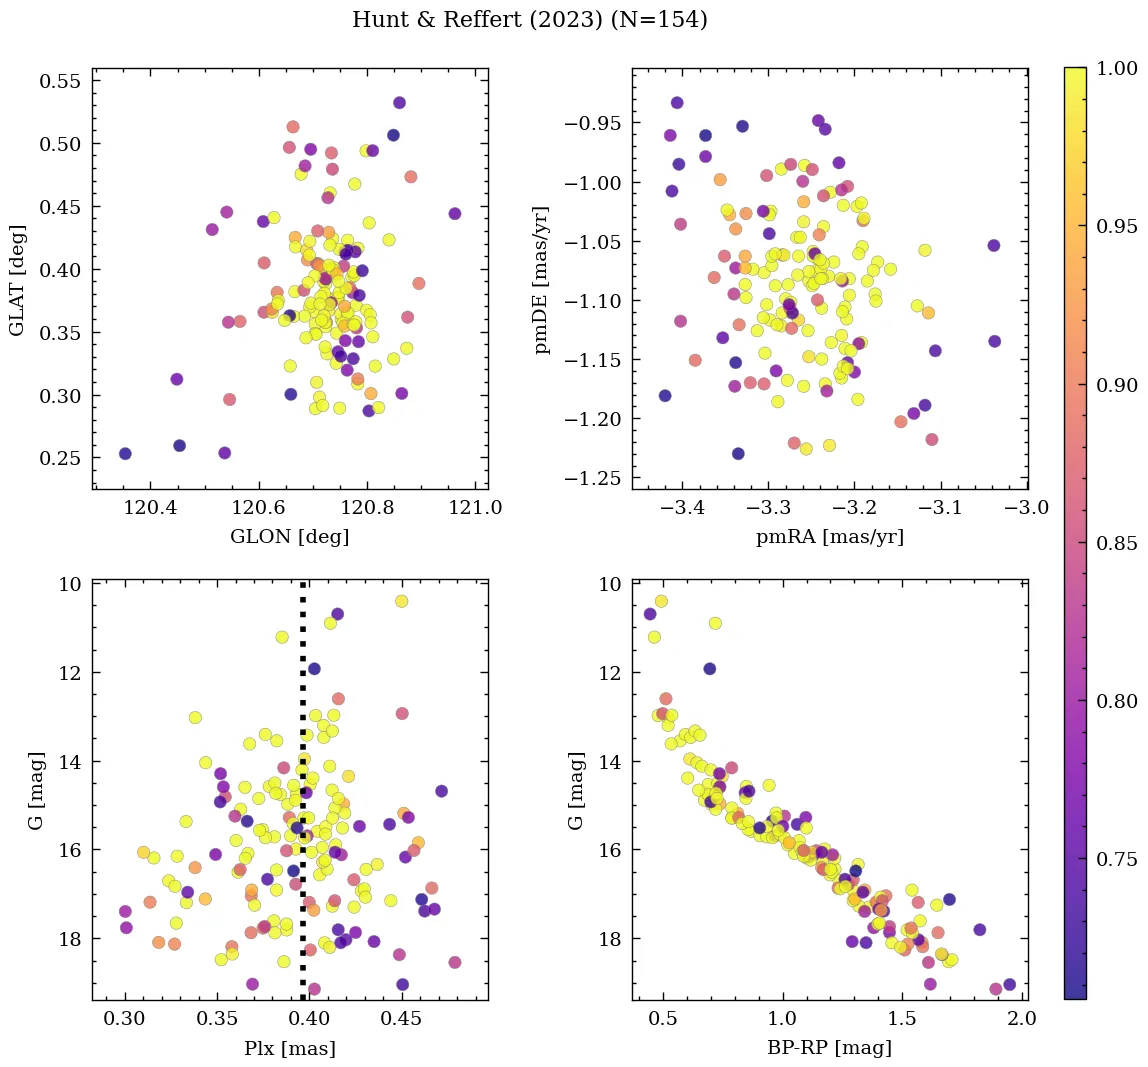 Hunt & Reffert (2023) (N=154)
0.55
0.50
0.45
0.40
0.35
0.30
0.25
GLAT [deg]
120.4 120.6 120.8 121.0
GLON [deg]
−0.95
−1.00
−1.05
−1.10
−1.15
−1.20
−1.25
pmDE [mas/yr]
−3.4 −3.3 −3.2 −3.1 −3.0
pmRA [mas/yr]
10
12
14
16
18
G [mag]
0.30 0.35 0.40 0.45
Plx [mas]
10
12
14
16
18
G [mag]
0.5 1.0 1.5 2.0
BP-RP [mag]
1.00
0.95
0.90
0.85
0.80
0.75